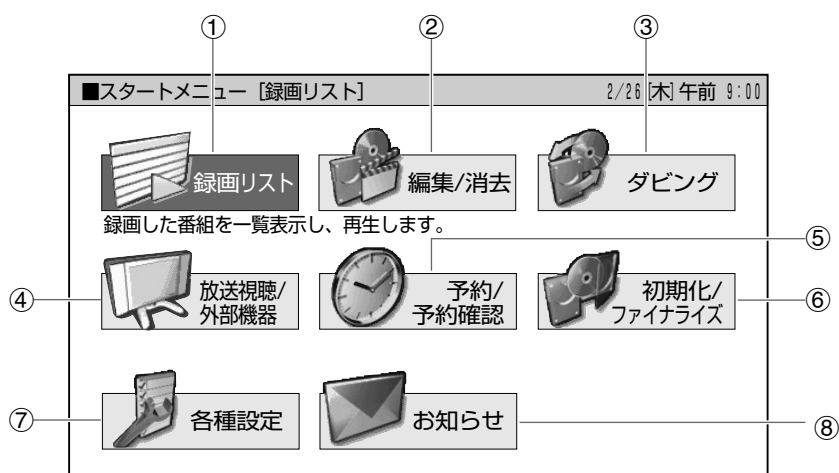 ① ② ③
■スタートメニュー［録画リスト］ 2/26［木］午前 9：00
録画リスト 編集/消去 ダビング
録画した番組を一覧表示し、再生します。
⑤
④ 放送視聴/ 予約/ 初期化/ ⑥
外部機器 予約確認 ファイナライズ
⑦ 各種設定 お知らせ ⑧